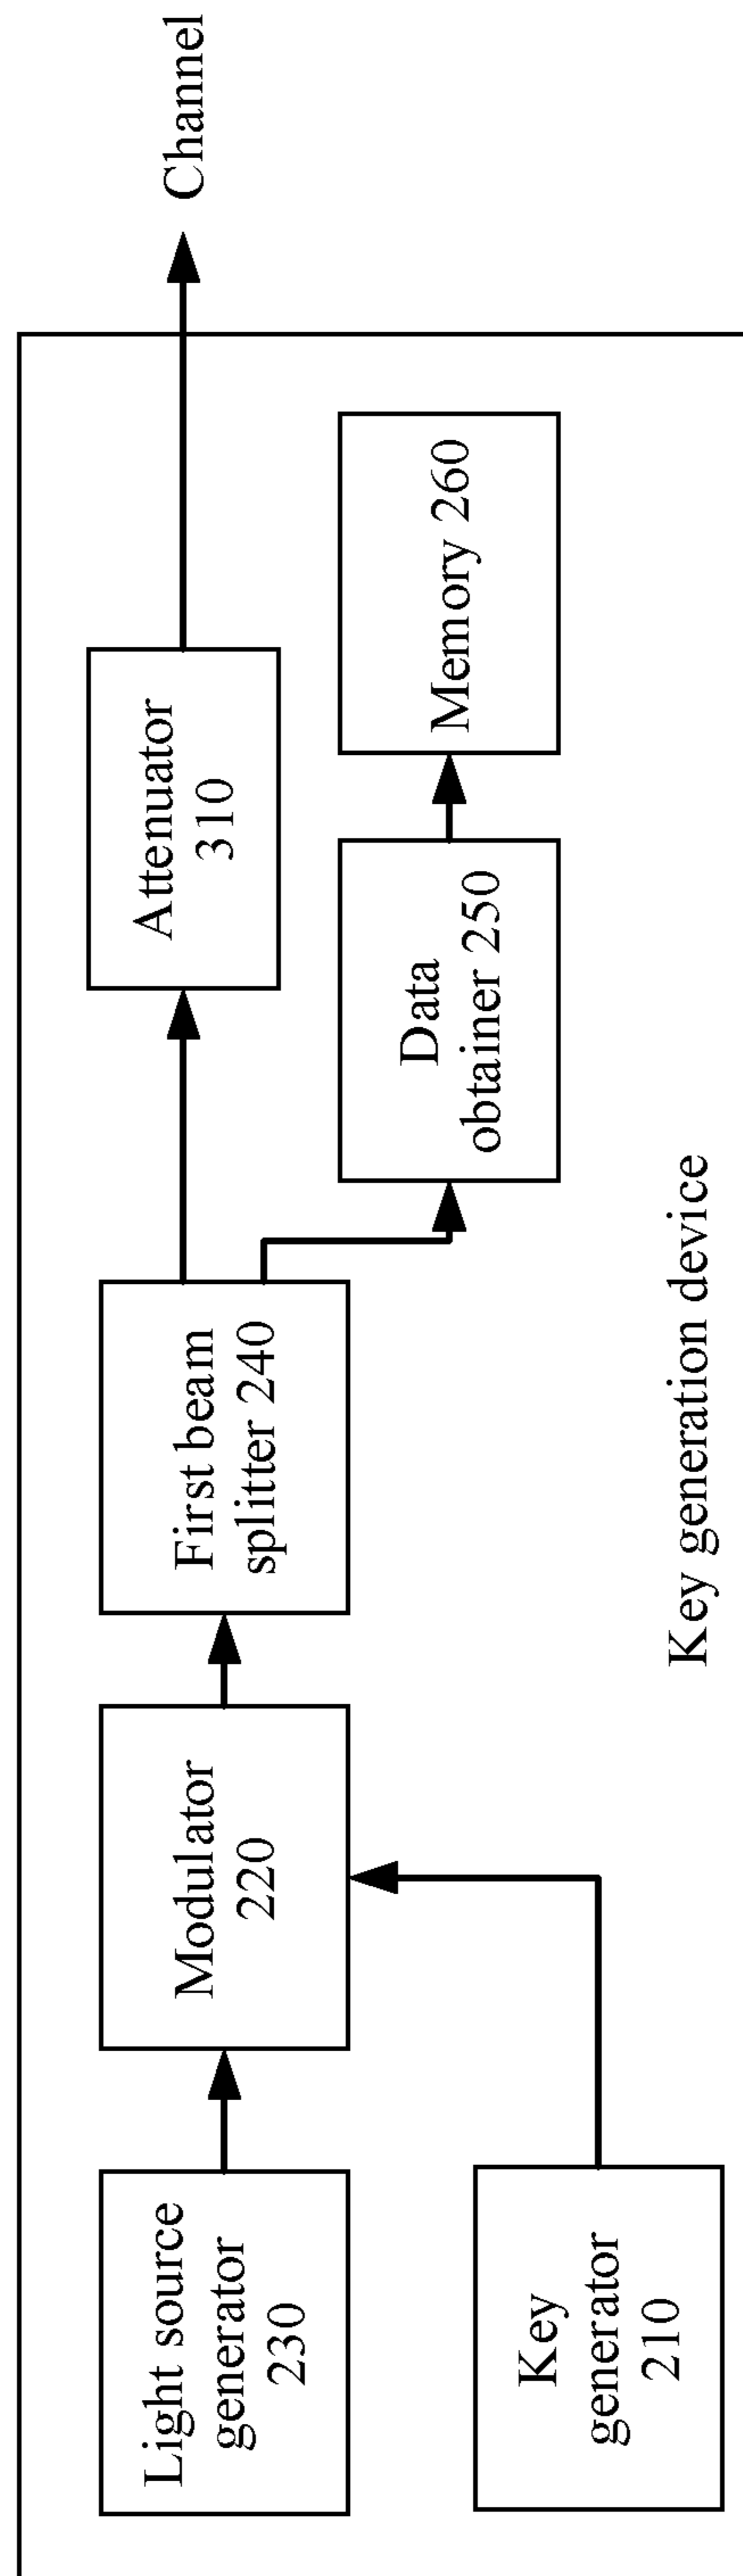 Light source
generator
230
Modulator
220
First beam
splitter 240
Attenuator
310
Channel
Key
generator
210
Data
obtainer 250
Memory 260
Key generation device